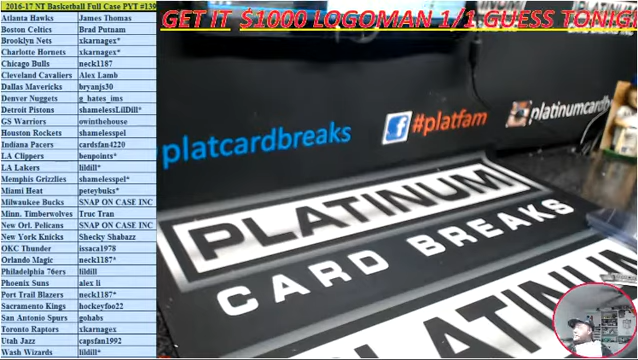 2016-17 NT Basketball Full Case PYT #139
Atlanta Hawks James Thomas
Boston Celtics Brad Putnam
Brooklyn Nets xkarnagex*
Charlotte Hornets xkarnagex*
Chicago Bulls neck1187
Cleveland Cavaliers Alex Lamb
Dallas Mavericks bryanjs30
Denver Nuggets g_hates_ims
Detroit Pistons shamelessLilDill*
GS Warriors owinthehouse
Houston Rockets shamelesspel
Indiana Pacers cardsfan4220
LA Clippers benpoints*
LA Lakers lildill*
Memphis Grizzlies shamelesspel*
Miami Heat peteybuks*
Milwaukee Bucks SNAP ON CASE INC
Minn. Timberwolves Truc Tran
New Orl. Pelicans SNAP ON CASE INC
New York Knicks Shecky Shabazz
OKC Thunder issaca1978
Orlando Magic neck1187*
Philadelphia 76ers lildill
Phoenix Suns alex li
Port Trail Blazers neck1187*
Sacramento Kings hockeyfoo22
San Antonio Spurs gohabs
Toronto Raptors xkarnagex
Utah Jazz capsfan1992
Wash Wizards lildill*
GET IT $1000 LOGOMAN 1/1 GUESS TONIG
platcardbreaks
f #platfam
platinumcardb
PLATINUM
CARD BREAKS
PLATINUM